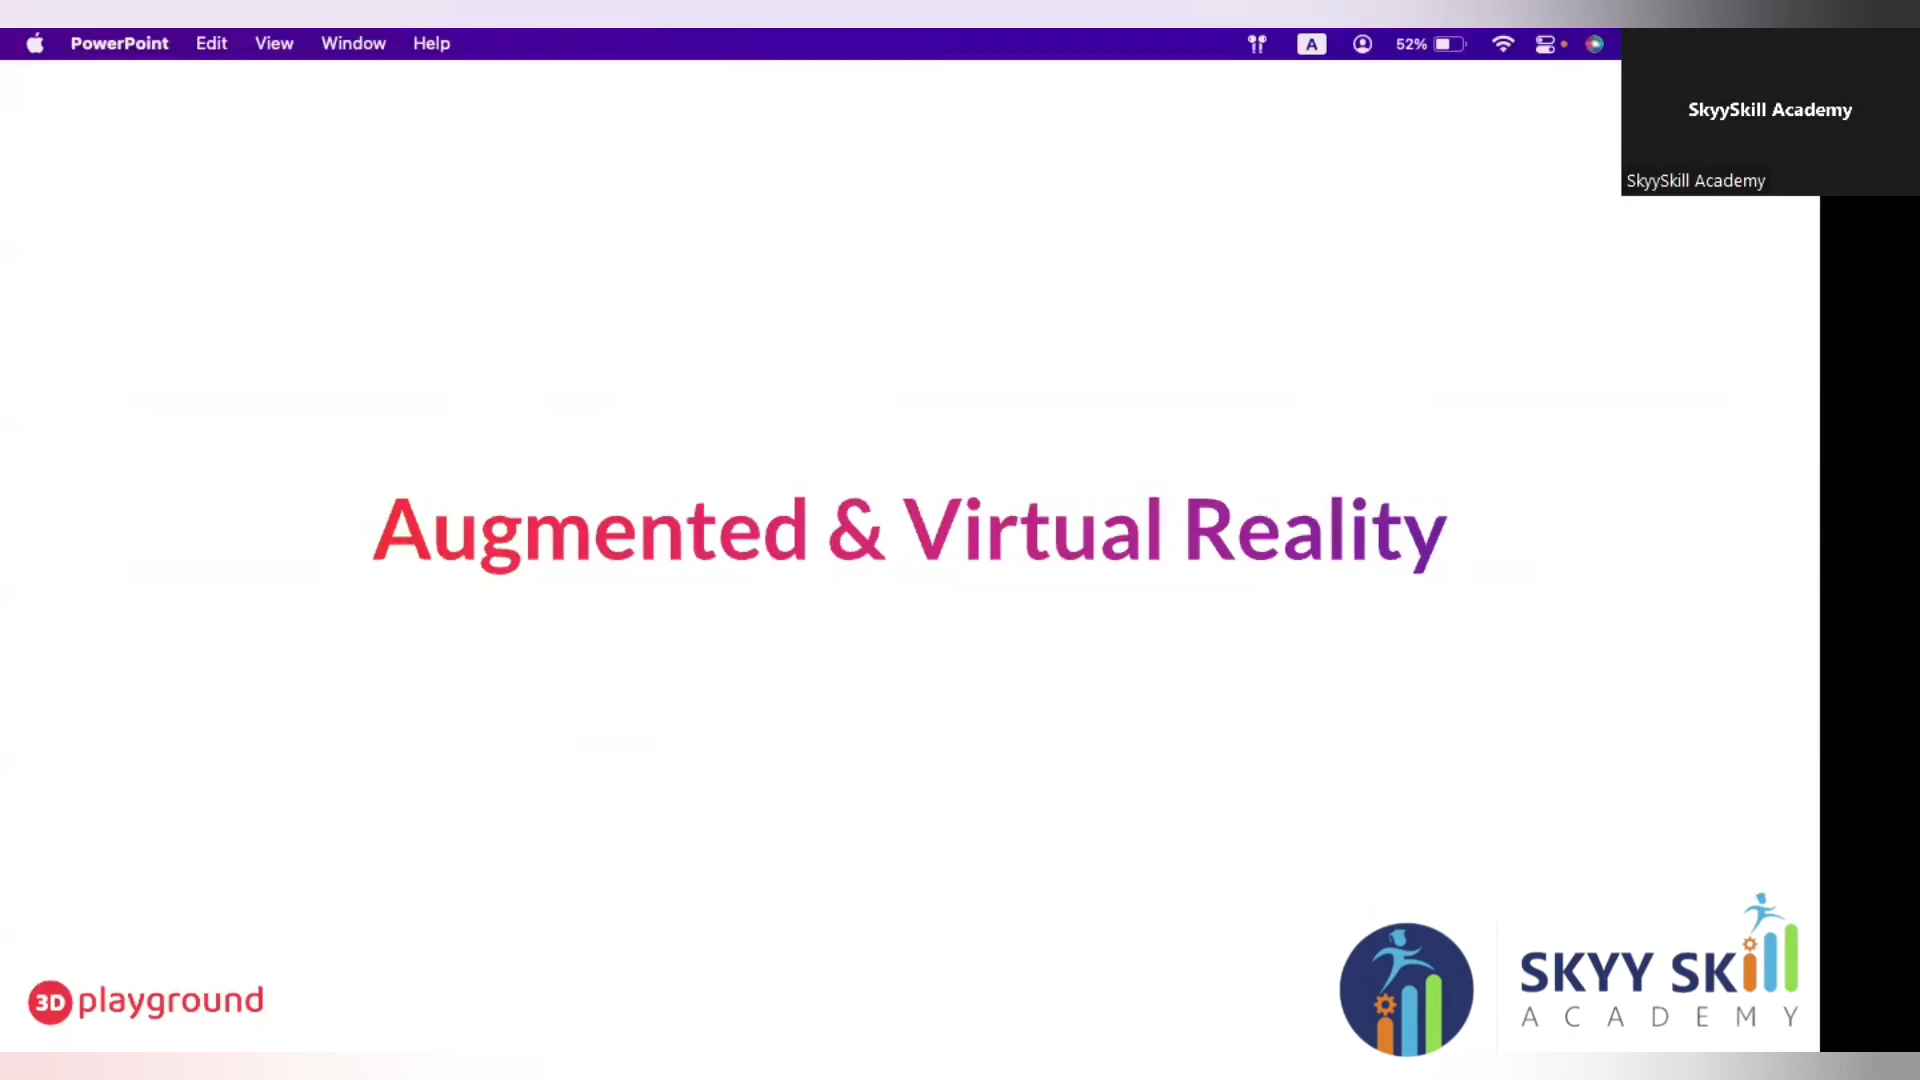 PowerPoint Edit View Window Help A 52%
SkyySkill Academy
SkyySkill Academy
Augmented & Virtual Reality
3D playground
SKYY SKill
ACADEMY